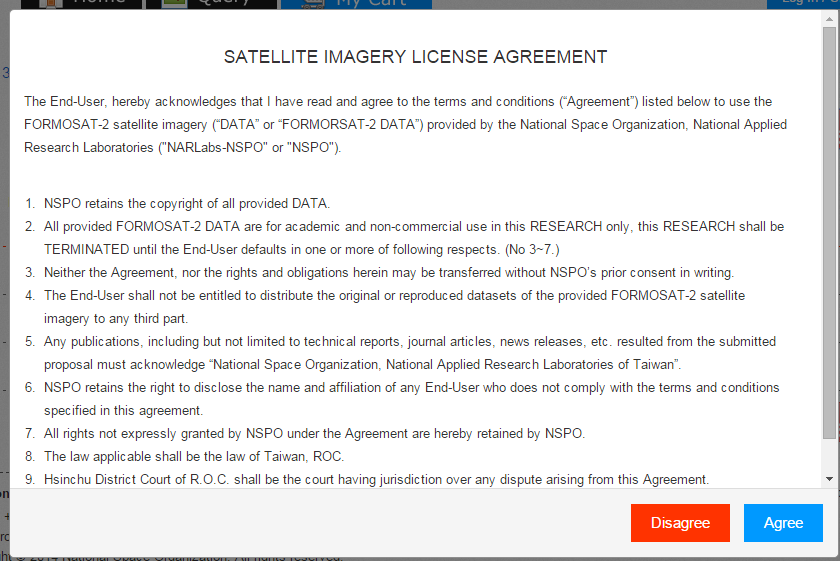 Home Query My Cart
SATELLITE IMAGERY LICENSE AGREEMENT
The End-User, hereby acknowledges that I have read and agree to the terms and conditions (“Agreement”) listed below to use the
FORMOSAT-2 satellite imagery (“DATA” or “FORMORSAT-2 DATA”) provided by the National Space Organization, National Applied
Research Laboratories ("NARLabs-NSPO" or "NSPO").
1. NSPO retains the copyright of all provided DATA.
2. All provided FORMOSAT-2 DATA are for academic and non-commercial use in this RESEARCH only, this RESEARCH shall be
TERMINATED until the End-User defaults in one or more of following respects. (No 3~7.)
3. Neither the Agreement, nor the rights and obligations herein may be transferred without NSPO’s prior consent in writing.
4. The End-User shall not be entitled to distribute the original or reproduced datasets of the provided FORMOSAT-2 satellite
imagery to any third part.
5. Any publications, including but not limited to technical reports, journal articles, news releases, etc. resulted from the submitted
proposal must acknowledge “National Space Organization, National Applied Research Laboratories of Taiwan”.
6. NSPO retains the right to disclose the name and affiliation of any End-User who does not comply with the terms and conditions
specified in this agreement.
7. All rights not expressly granted by NSPO under the Agreement are hereby retained by NSPO.
8. The law applicable shall be the law of Taiwan, ROC.
9. Hsinchu District Court of R.O.C. shall be the court having jurisdiction over any dispute arising from this Agreement.
Disagree Agree
© 2014 National Space Organization. All rights reserved.